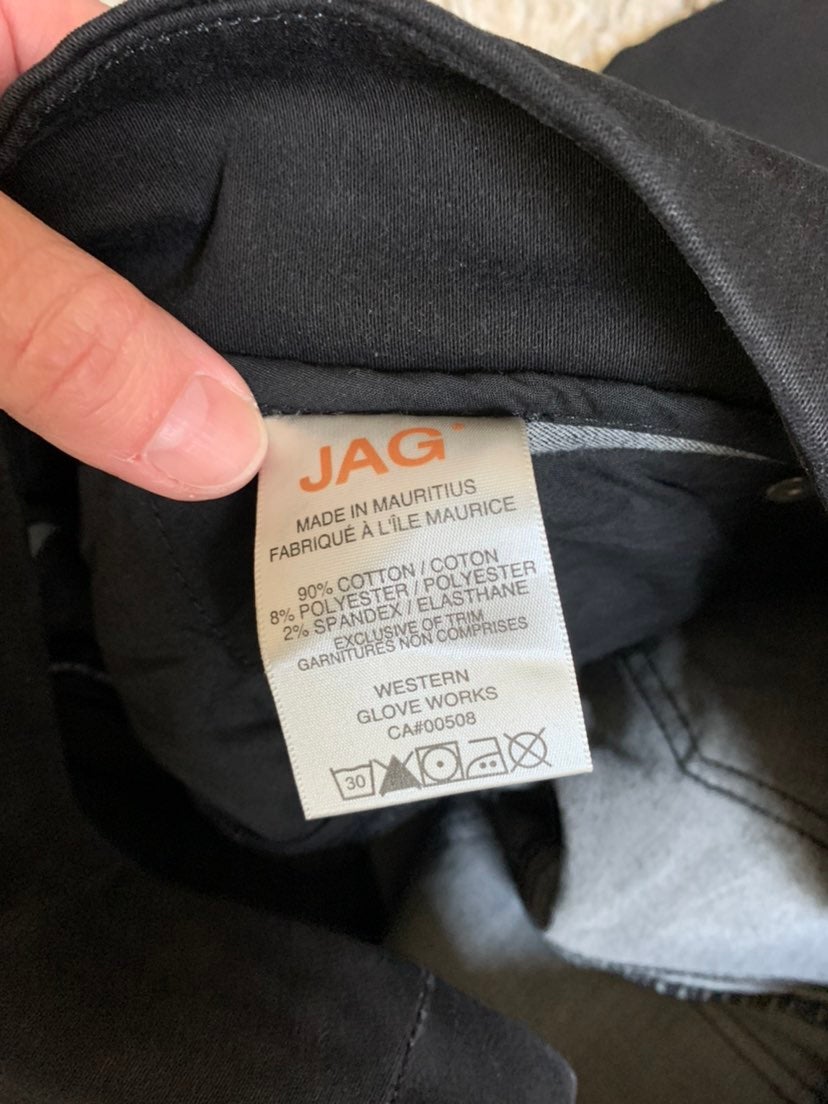 JAG
MADE IN MAURITIUS
FABRIQUÉ À L'ÎLE MAURICE
90% COTTON / COTON
8% POLYESTER / POLYESTER
2% SPANDEX / ELASTHANE
EXCLUSIVE OF TRIM
GARNITURES NON COMPRISES
WESTERN
GLOVE WORKS
CA#00508
30